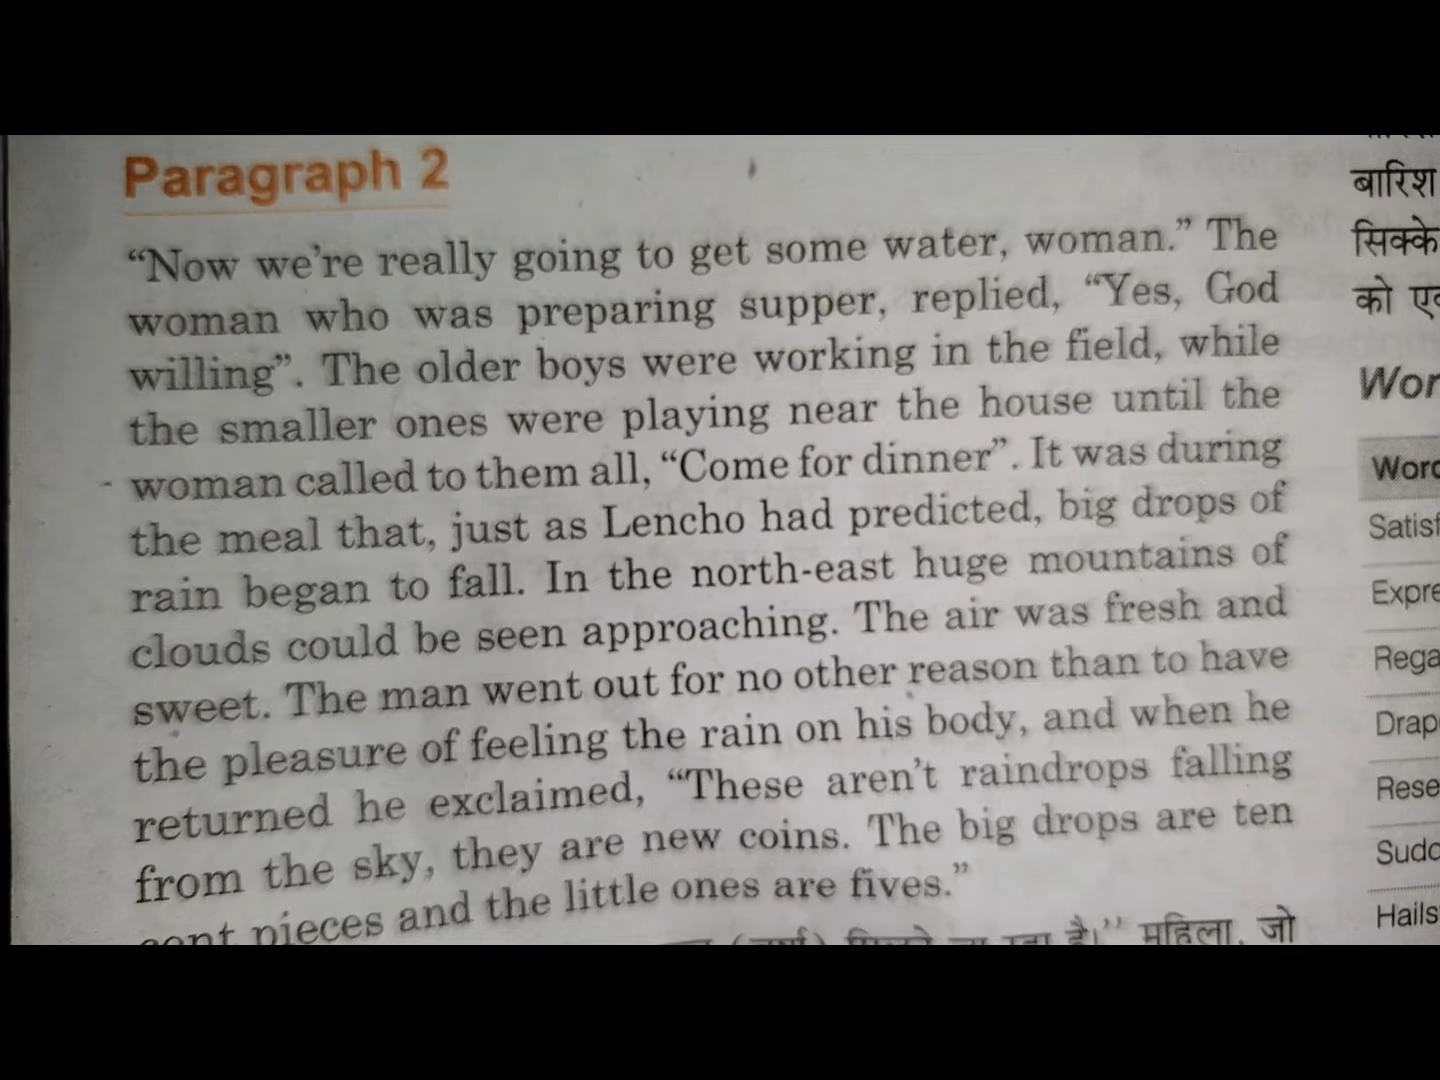 Paragraph 2
“Now we’re really going to get some water, woman.” The
woman who was preparing supper, replied, “Yes, God
willing”. The older boys were working in the field, while
the smaller ones were playing near the house until the
woman called to them all, “Come for dinner”. It was during
the meal that, just as Lencho had predicted, big drops of
rain began to fall. In the north-east huge mountains of
clouds could be seen approaching. The air was fresh and
sweet. The man went out for no other reason than to have
the pleasure of feeling the rain on his body, and when he
returned he exclaimed, “These aren’t raindrops falling
from the sky, they are new coins. The big drops are ten
cent pieces and the little ones are fives.”
है।’’ महिला, जो
बारिश
सिक्के
को
Wor
Word
Satisf
Expre
Rega
Drap
Rese
Sudd
Hails